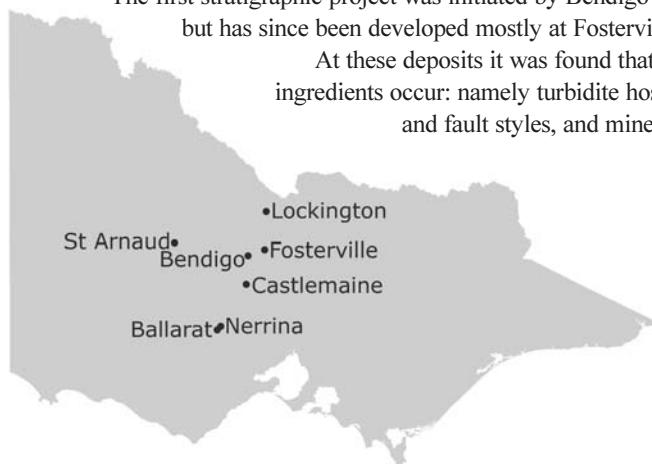 The first stratigraphic project was initiated by Bendigo
but has since been developed mostly at
At these deposits it was found that
ingredients occur: namely turbidite
and fault styles, and
Lockington
St Arnaud
Fosterville
Bendigo
Castlemaine
Nerrina
Ballarat